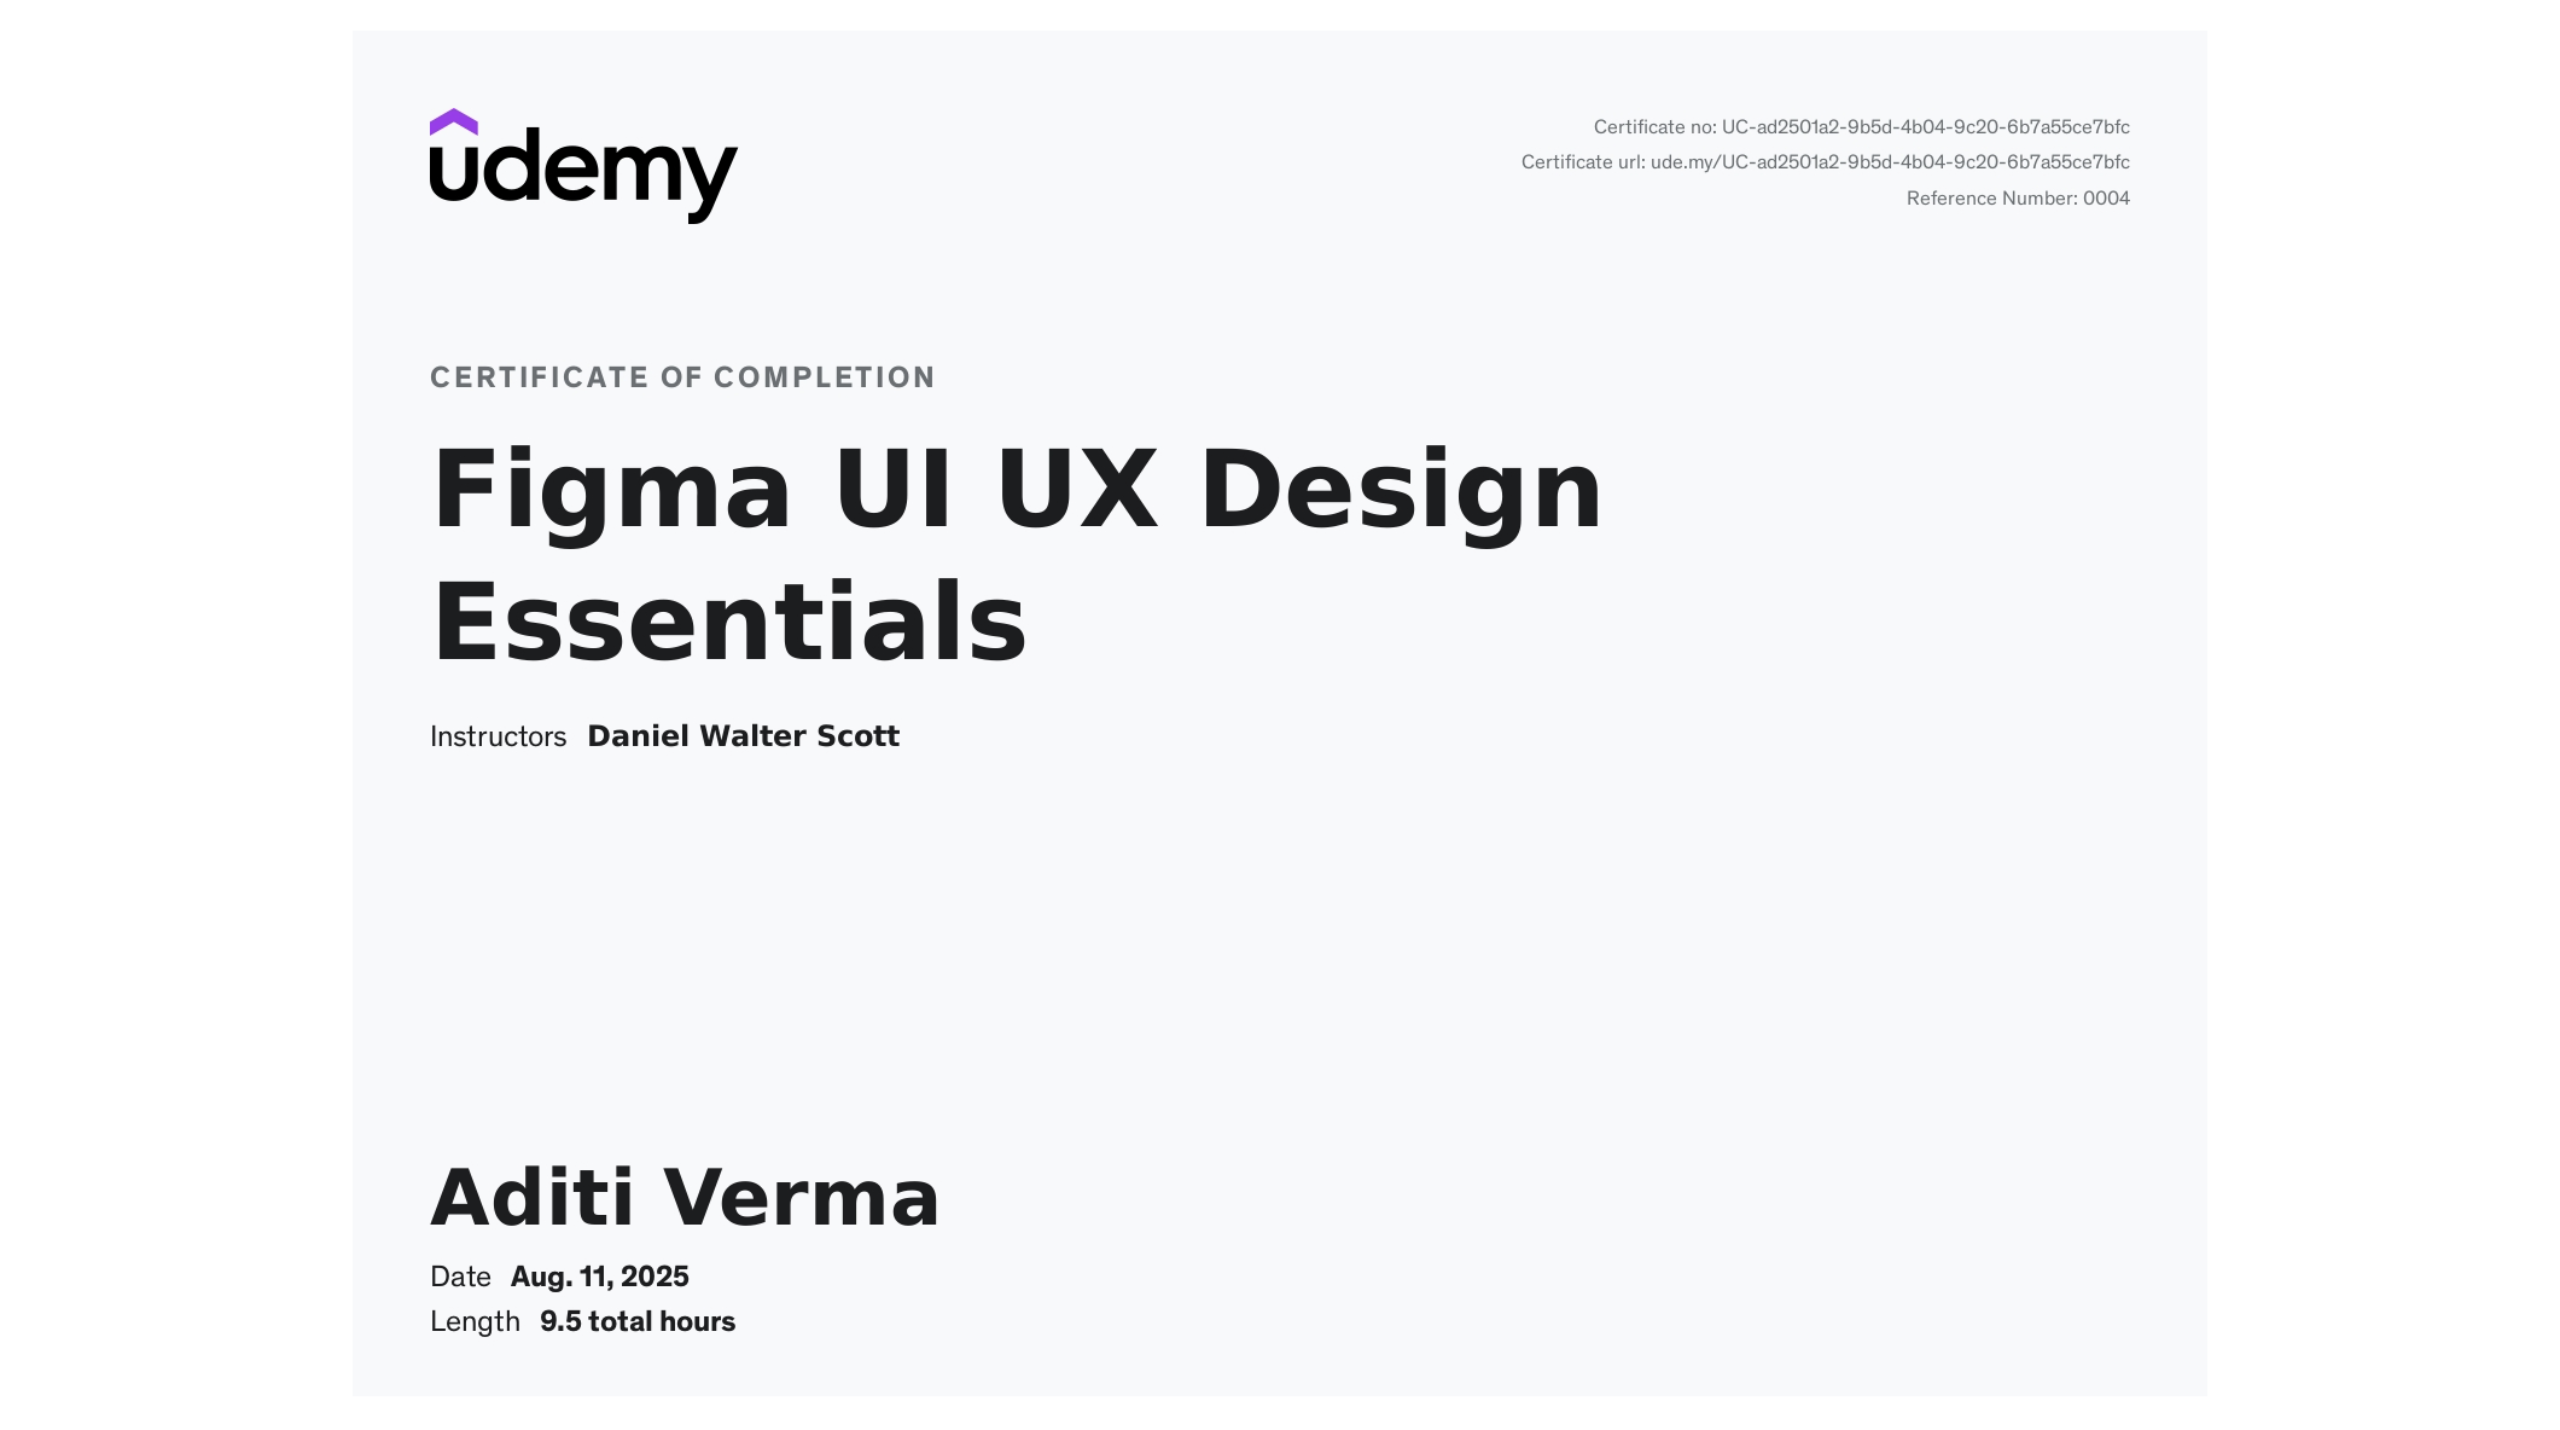 udemy
Certificate no: UC-ad2501a2-9b5d-4b04-9c20-6b7a55ce7bfc
Certificate url: ude.my/UC-ad2501a2-9b5d-4b04-9c20-6b7a55ce7bfc
Reference Number: 0004
CERTIFICATE OF COMPLETION
Figma UI UX Design
Essentials
Instructors Daniel Walter Scott
Aditi Verma
Date Aug. 11, 2025
Length 9.5 total hours